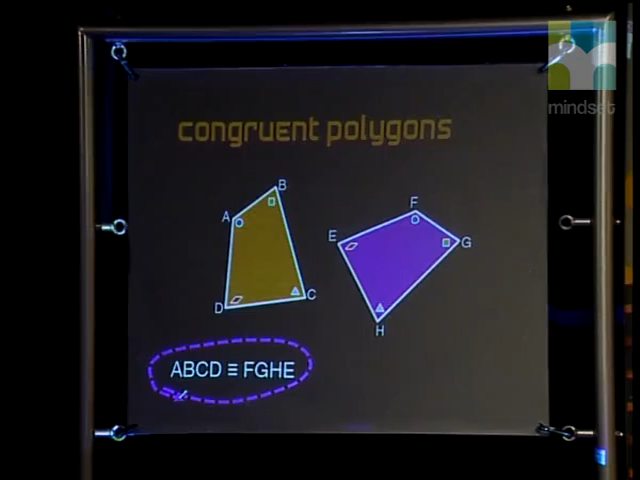 mindset
congruent polygons
B
A
F
E
G
C
D
H
ABCD ≡ FGHE